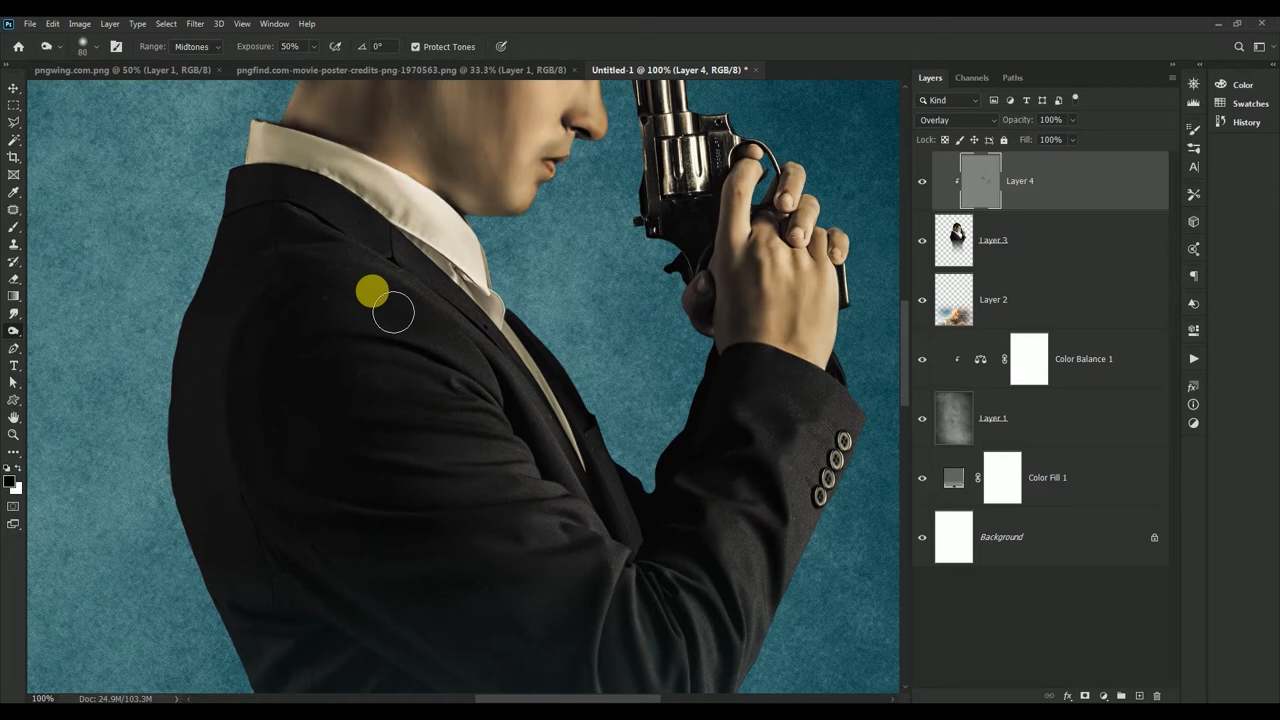 Ps File Edit Image Layer Type Select Filter 3D View Window Help
80 Range: Midtones Exposure: 50% 0° Protect Tones
pngwing.com.png @ 50% (Layer 1, RGB/8) × pngfind.com-movie-poster-credits-png-1970563.png @ 33.3% (Layer 1, RGB/8) × Untitled-1 @ 100% (Layer 4, RGB/8) * ×
Layers Channels Paths
Kind
Overlay Opacity: 100%
Lock: Fill: 100%
Layer 4
Layer 3
Layer 2
Color Balance 1
Layer 1
Color Fill 1
Background
Color
Swatches
History
100% Doc: 24.9M/103.3M